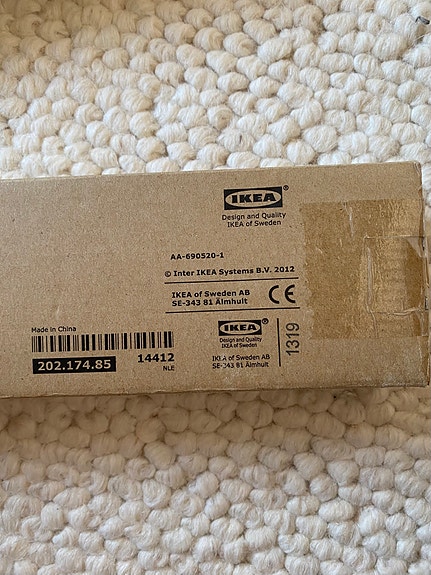 IKEA®
Design and Quality
IKEA of Sweden
AA-690520-1
© Inter IKEA Systems B.V. 2012
IKEA of Sweden AB
SE-343 81 Älmhult
CE
Made in China
202.174.85
14412
NLE
IKEA®
Design and Quality
IKEA of Sweden
IKEA of Sweden AB
SE-343 81 Älmhult
1319